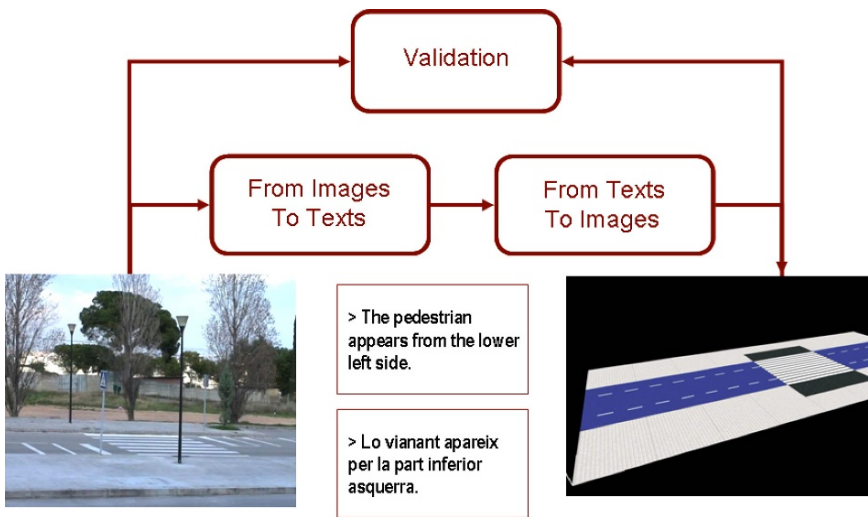 Validation
From Images
To Texts
From Texts
To Images
> The pedestrian
appears from the lower
left side.
> Lo vianant apareix
per la part inferior
asquerra.